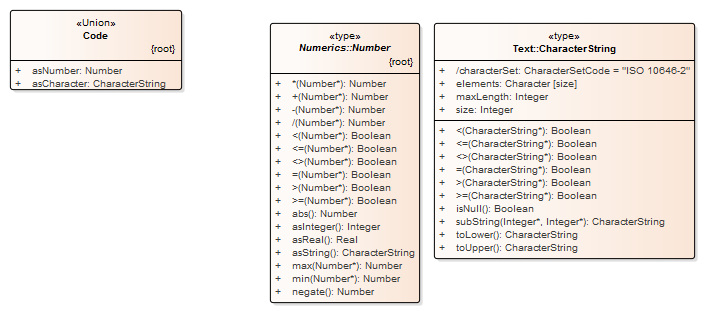 «Union»
Code
{root}
+ asNumber: Number
+ asCharacter: CharacterString
«type»
Numerics::Number
{root}
+ *(Number*): Number
+ +(Number*): Number
+ -(Number*): Number
+ /(Number*): Number
+ <(Number*): Boolean
+ <=(Number*): Boolean
+ <>(Number*): Boolean
+ =(Number*): Boolean
+ >(Number*): Boolean
+ >=(Number*): Boolean
+ abs(): Number
+ asInteger(): Integer
+ asReal(): Real
+ asString(): CharacterString
+ max(Number*): Number
+ min(Number*): Number
+ negate(): Number
«type»
Text::CharacterString
+ /characterSet: CharacterSetCode = "ISO 10646-2"
+ elements: Character [size]
+ maxLength: Integer
+ size: Integer
+ <(CharacterString*): Boolean
+ <=(CharacterString*): Boolean
+ <>(CharacterString*): Boolean
+ =(CharacterString*): Boolean
+ >(CharacterString*): Boolean
+ >=(CharacterString*): Boolean
+ isNull(): Boolean
+ subString(Integer*, Integer*): CharacterString
+ toLower(): CharacterString
+ toUpper(): CharacterString